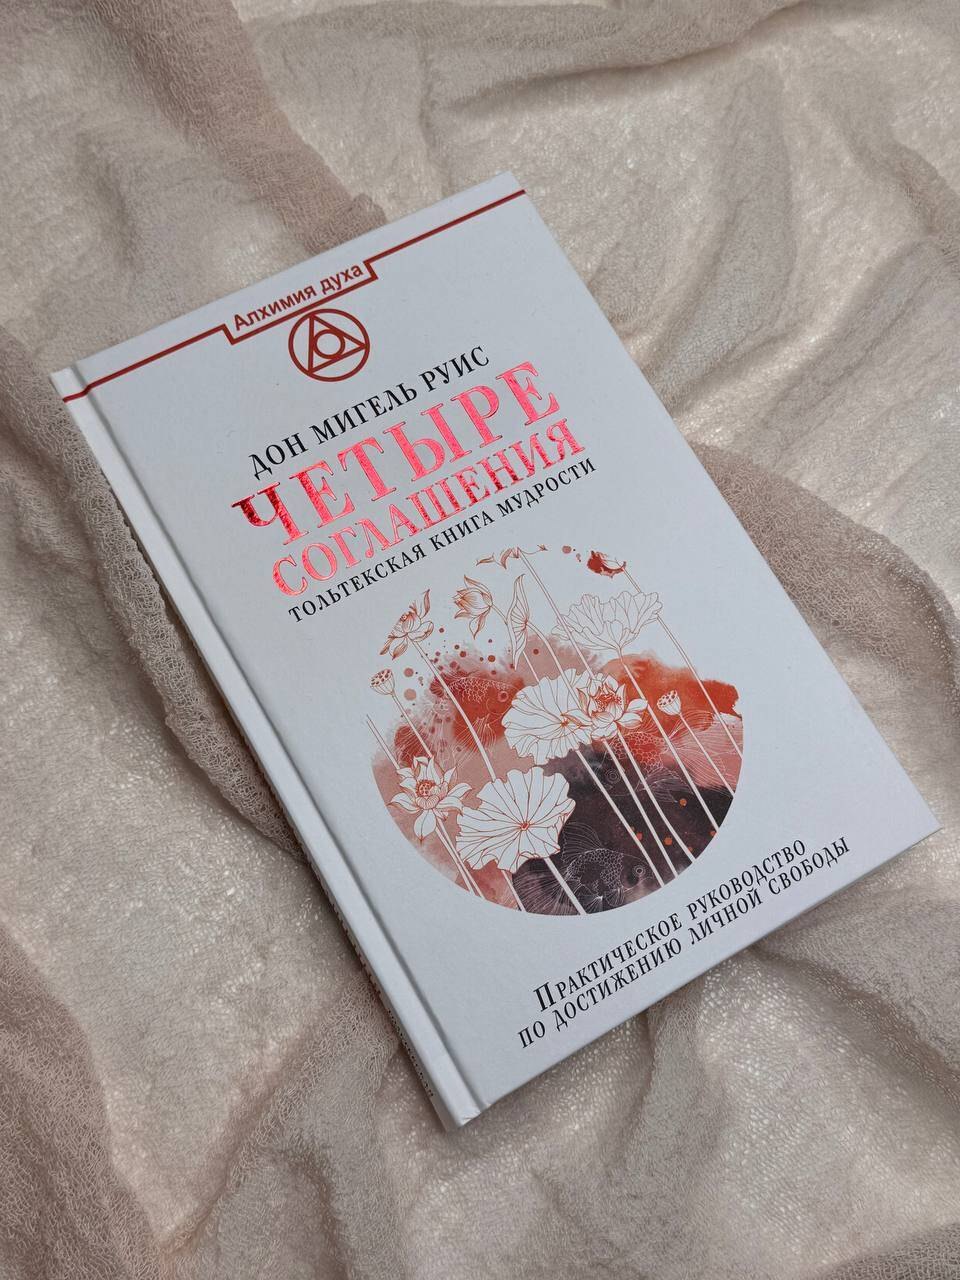 Алхимия духа
ДОН МИГЕЛЬ РУИС
ЧЕТЫРЕ
СОГЛАШЕНИЯ
ТОЛЬТЕКСКАЯ КНИГА МУДРОСТИ
ПРАКТИЧЕСКОЕ РУКОВОДСТВО
ПО ДОСТИЖЕНИЮ ЛИЧНОЙ СВОБОДЫ